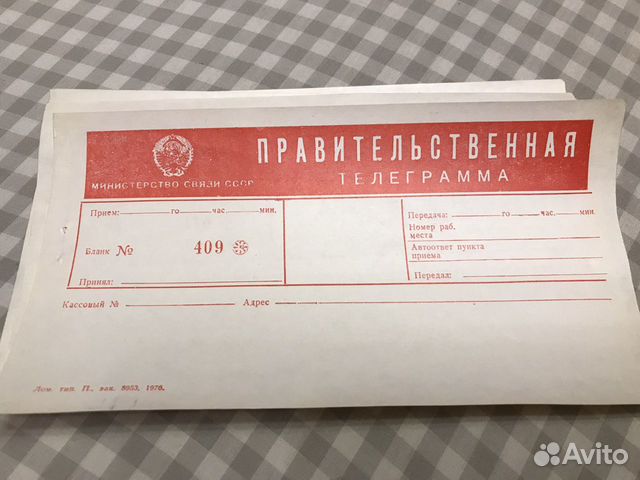 ПРАВИТЕЛЬСТВЕННАЯ
ТЕЛЕГРАММА
МИНИСТЕРСТВО СВЯЗИ СССР
Прием: го час. мин.
Бланк № 409
Принял:
Передача: го час. мин.
Номер раб.
места
Автоответ пункта
приема
Передал:
Кассовый № Адрес
тип. зак. 8953, 1976.
Avito